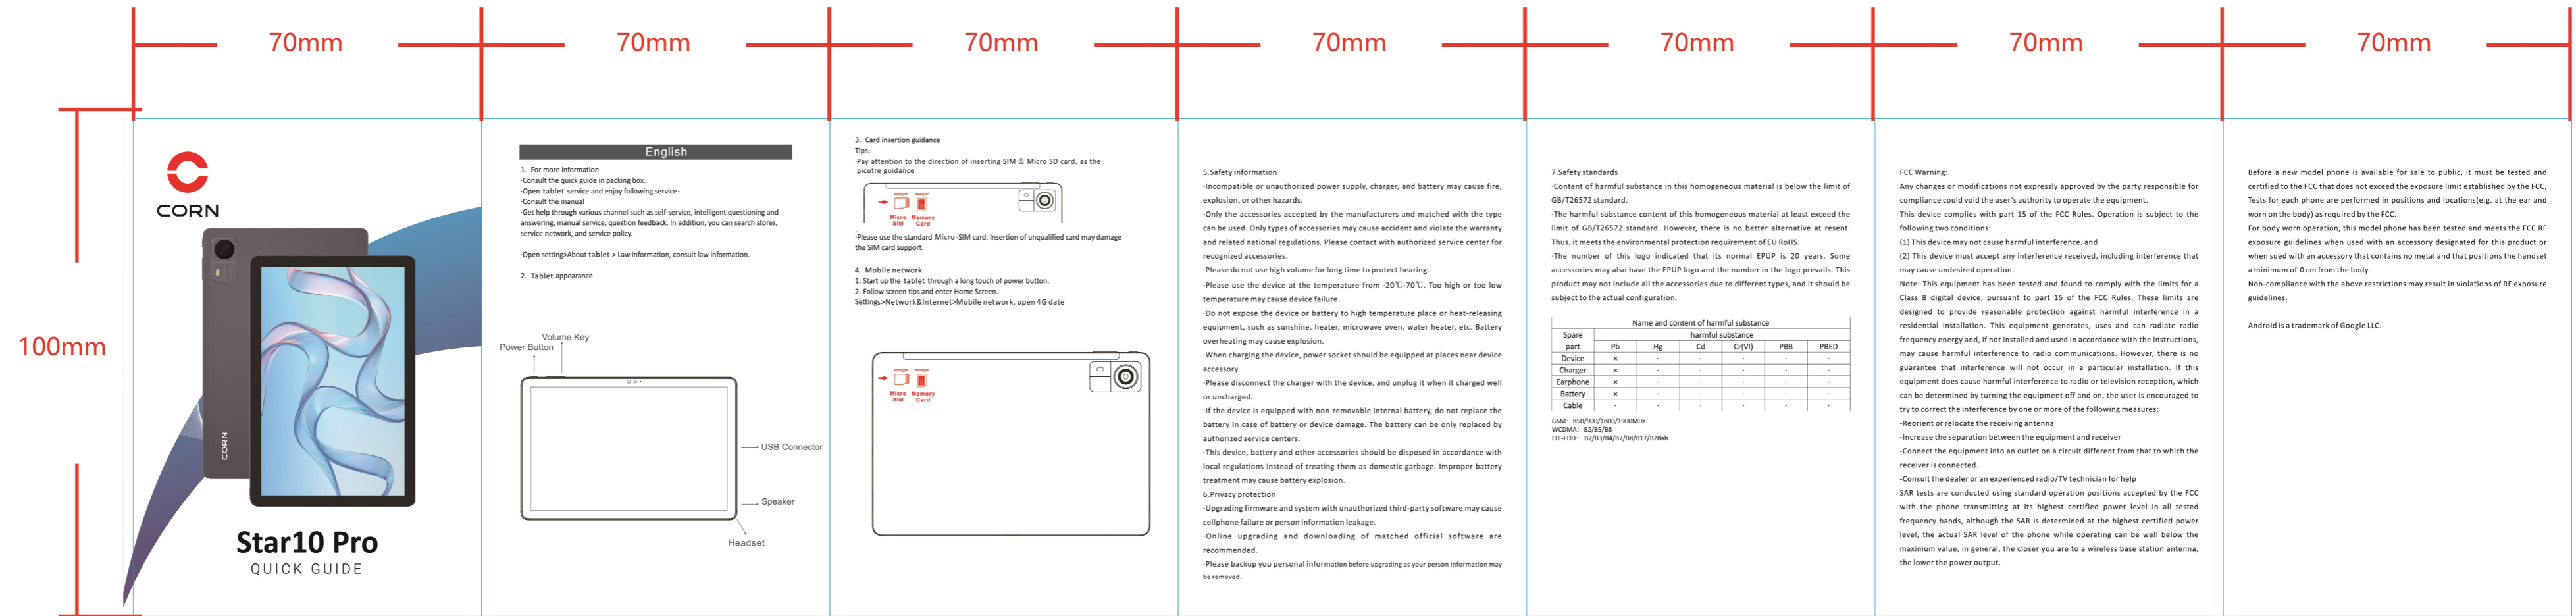 70mm
70mm
70mm
70mm
70mm
70mm
70mm
100mm
CORN
CORN
Star10 Pro
QUICK GUIDE
English
1. For more information
·Consult the quick guide in packing box.
·Open tablet service and enjoy following service:
·Consult the manual
·Get help through various channel such as self-service, intelligent questioning and
answering, manual service, question feedback. In addition, you can search stores,
service network, and service policy.
·Open setting>About tablet > Law information, consult law information.
2. Tablet appearance
Volume Key
Power Button
USB Connector
Speaker
Headset
3. Card insertion guidance
Tips:
·Pay attention to the direction of inserting SIM & Micro SD card, as the
picutre guidance
Micro SIM
Memory Card
·Please use the standard Micro-SIM card. Insertion of unqualified card may damage
the SIM card support.
4. Mobile network
1. Start up the tablet through a long touch of power button.
2. Follow screen tips and enter Home Screen.
Settings>Network&Internet>Mobile network, open 4G date
Micro SIM
Memory Card
5.Safety information
·Incompatible or unauthorized power supply, charger, and battery may cause fire,
explosion, or other hazards.
·Only the accessories accepted by the manufacturers and matched with the type
can be used. Only types of accessories may cause accident and violate the warranty
and related national regulations. Please contact with authorized service center for
recognized accessories.
·Please do not use high volume for long time to protect hearing.
·Please use the device at the temperature from -20℃-70℃. Too high or too low
temperature may cause device failure.
·Do not expose the device or battery to high temperature place or heat-releasing
equipment, such as sunshine, heater, microwave oven, water heater, etc. Battery
overheating may cause explosion.
·When charging the device, power socket should be equipped at places near device
accessory.
·Please disconnect the charger with the device, and unplug it when it charged well
or uncharged.
·If the device is equipped with non-removable internal battery, do not replace the
battery in case of battery or device damage. The battery can be only replaced by
authorized service centers.
·This device, battery and other accessories should be disposed in accordance with
local regulations instead of treating them as domestic garbage. Improper battery
treatment may cause battery explosion.
6.Privacy protection
·Upgrading firmware and system with unauthorized third-party software may cause
cellphone failure or person information leakage.
·Online upgrading and downloading of matched official software are
recommended.
·Please backup you personal information before upgrading as your person information may
be removed.
7.Safety standards
·Content of harmful substance in this homogeneous material is below the limit of
GB/T26572 standard.
·The harmful substance content of this homogeneous material at least exceed the
limit of GB/T26572 standard. However, there is no better alternative at resent.
Thus, it meets the environmental protection requirement of EU RoHS.
·The number of this logo indicated that its normal EPUP is 20 years. Some
accessories may also have the EPUP logo and the number in the logo prevails. This
product may not include all the accessories due to different types, and it should be
subject to the actual configuration.
Name and content of harmful substance
Spare part harmful substance
Pb Hg Cd Cr(VI) PBB PBED
Device × - - - - -
Charger × - - - - -
Earphone × - - - - -
Battery × - - - - -
Cable - - - - - -
GSM: 850/900/1800/1900MHz
WCDMA: B2/B5/B8
LTE-FDD: B2/B3/B4/B7/B8/B17/B28ab
FCC Warning:
Any changes or modifications not expressly approved by the party responsible for
compliance could void the user's authority to operate the equipment.
This device complies with part 15 of the FCC Rules. Operation is subject to the
following two conditions:
(1) This device may not cause harmful interference, and
(2) This device must accept any interference received, including interference that
may cause undesired operation.
Note: This equipment has been tested and found to comply with the limits for a
Class B digital device, pursuant to part 15 of the FCC Rules. These limits are
designed to provide reasonable protection against harmful interference in a
residential installation. This equipment generates, uses and can radiate radio
frequency energy and, if not installed and used in accordance with the instructions,
may cause harmful interference to radio communications. However, there is no
guarantee that interference will not occur in a particular installation. If this
equipment does cause harmful interference to radio or television reception, which
can be determined by turning the equipment off and on, the user is encouraged to
try to correct the interference by one or more of the following measures:
-Reorient or relocate the receiving antenna
-Increase the separation between the equipment and receiver
-Connect the equipment into an outlet on a circuit different from that to which the
receiver is connected.
-Consult the dealer or an experienced radio/TV technician for help
SAR tests are conducted using standard operation positions accepted by the FCC
with the phone transmitting at its highest certified power level in all tested
frequency bands, although the SAR is determined at the highest certified power
level, the actual SAR level of the phone while operating can be well below the
maximum value, in general, the closer you are to a wireless base station antenna,
the lower the power output.
Before a new model phone is available for sale to public, it must be tested and
certified to the FCC that does not exceed the exposure limit established by the FCC,
Tests for each phone are performed in positions and locations(e.g. at the ear and
worn on the body) as required by the FCC.
For body worn operation, this model phone has been tested and meets the FCC RF
exposure guidelines when used with an accessory designated for this product or
when sued with an accessory that contains no metal and that positions the handset
a minimum of 0 cm from the body.
Non-compliance with the above restrictions may result in violations of RF exposure
guidelines.
Android is a trademark of Google LLC.